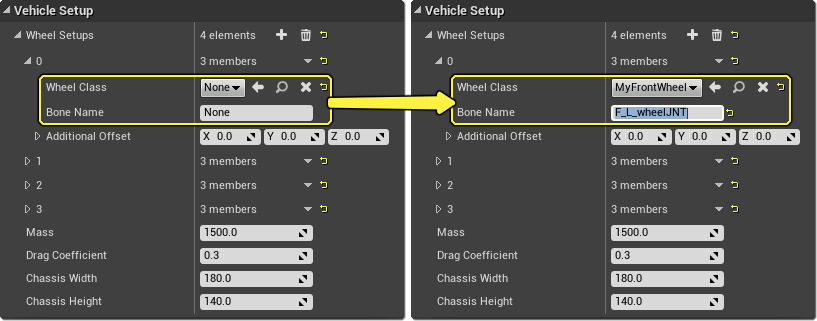 Vehicle Setup
Wheel Setups 4 elements
0 3 members
Wheel Class None
Bone Name None
Additional Offset X 0.0 Y 0.0 Z 0.0
1 3 members
2 3 members
3 3 members
Mass 1500.0
Drag Coefficient 0.3
Chassis Width 180.0
Chassis Height 140.0
Vehicle Setup
Wheel Setups 4 elements
0 3 members
Wheel Class MyFrontWheel
Bone Name F_L_wheelJNT
Additional Offset X 0.0 Y 0.0 Z 0.0
1 3 members
2 3 members
3 3 members
Mass 1500.0
Drag Coefficient 0.3
Chassis Width 180.0
Chassis Height 140.0